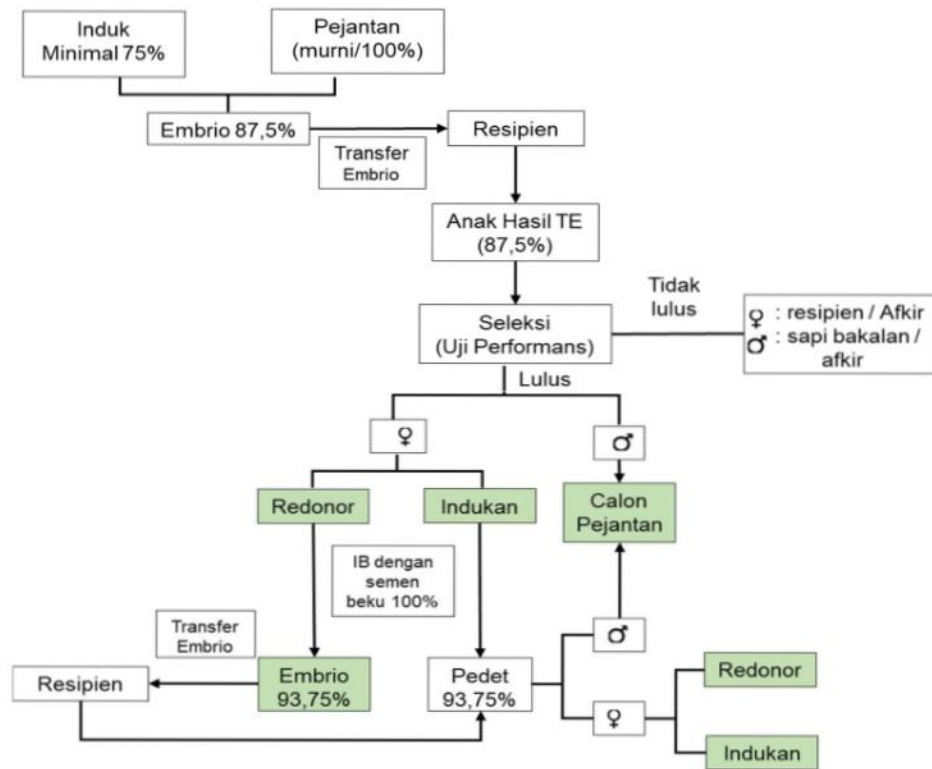 Induk
Minimal 75%
Pejantan
(murni/100%)
Embrio 87,5%
Transfer
Embrio
Resipien
Anak Hasil TE
(87,5%)
Seleksi
(Uji Performans)
Tidak
lulus
♀ : resipien / Afkir
♂ : sapi bakalan /
afkir
Lulus
♀
♂
Redonor
Indukan
Calon
Pejantan
IB dengan
semen
beku 100%
Transfer
Embrio
♂
Resipien
Embrio
93,75%
Pedet
93,75%
♀
Redonor
Indukan